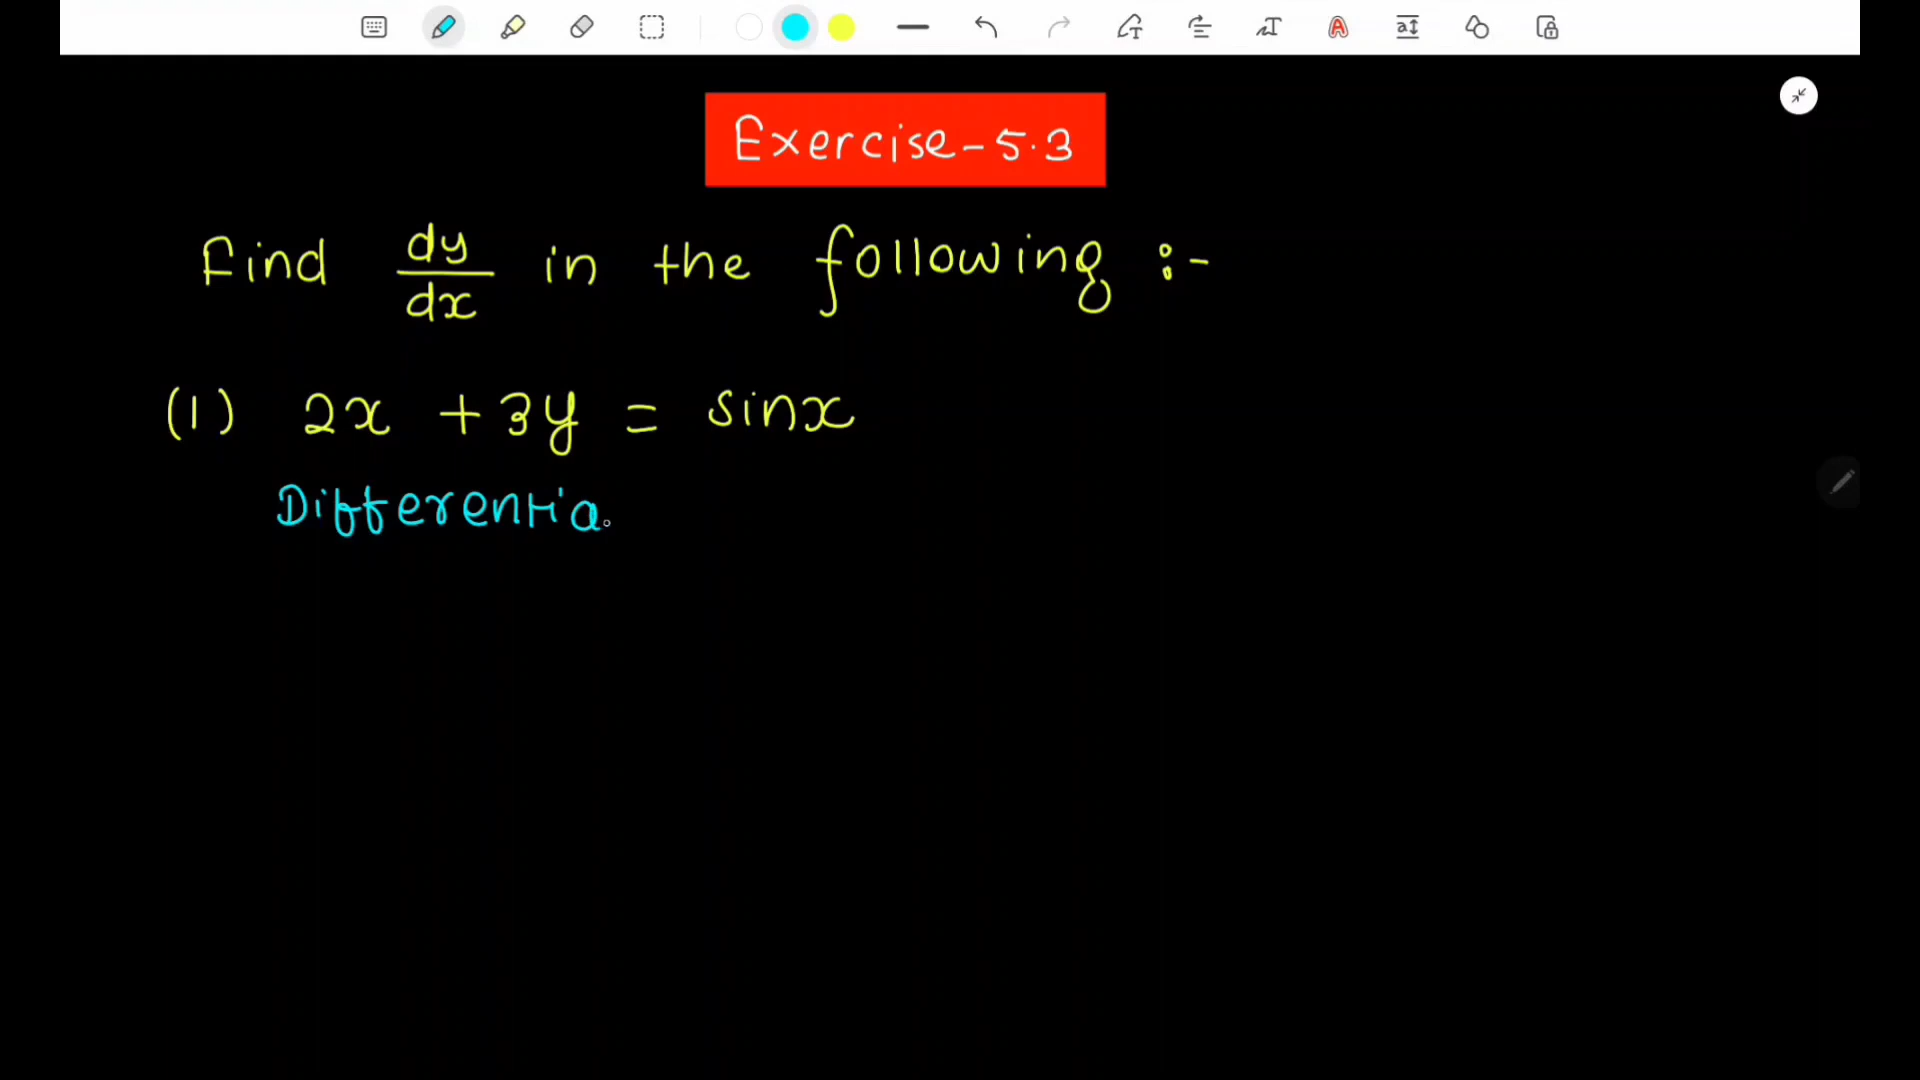 Exercise-5.3
Find dy/dx in the following :-
(1) 2x + 3y = sinx
Differentia